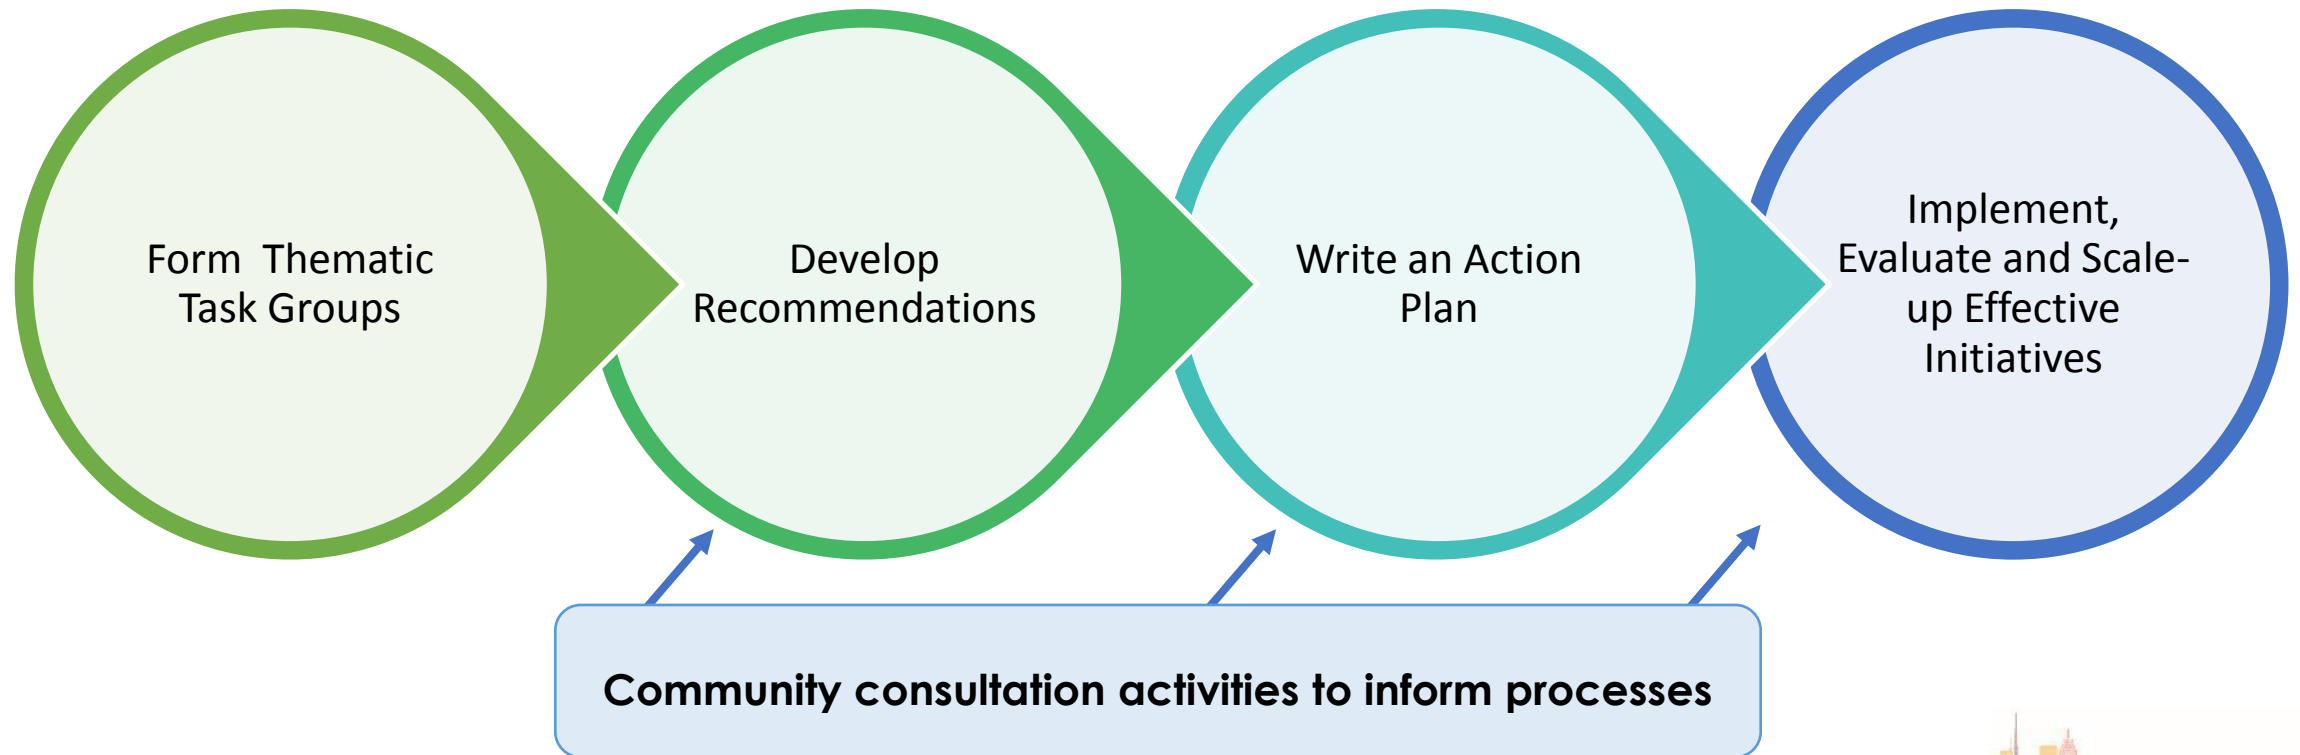 Form  Thematic
Task Groups
Develop
Recommendations
Write an Action
Plan
Implement,
Evaluate and Scale-
up Effective
Initiatives
Community consultation activities to inform processes